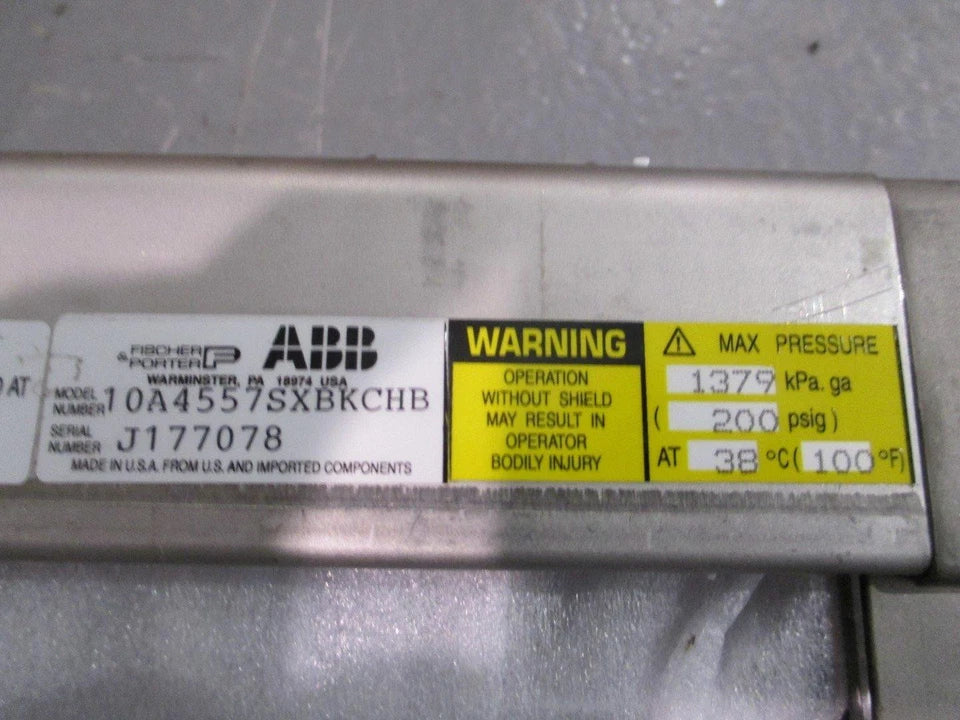 D AT
FISCHER
& PORTER
ABB
WARMINSTER, PA 18974 USA
MODEL
NUMBER 10A4557SXBKCHB
SERIAL
NUMBER J177078
MADE IN U.S.A. FROM U.S. AND IMPORTED COMPONENTS
WARNING
OPERATION
WITHOUT SHIELD
MAY RESULT IN
OPERATOR
BODILY INJURY
MAX PRESSURE
1379 kPa. ga
( 200 psig )
AT 38 °C ( 100 °F)